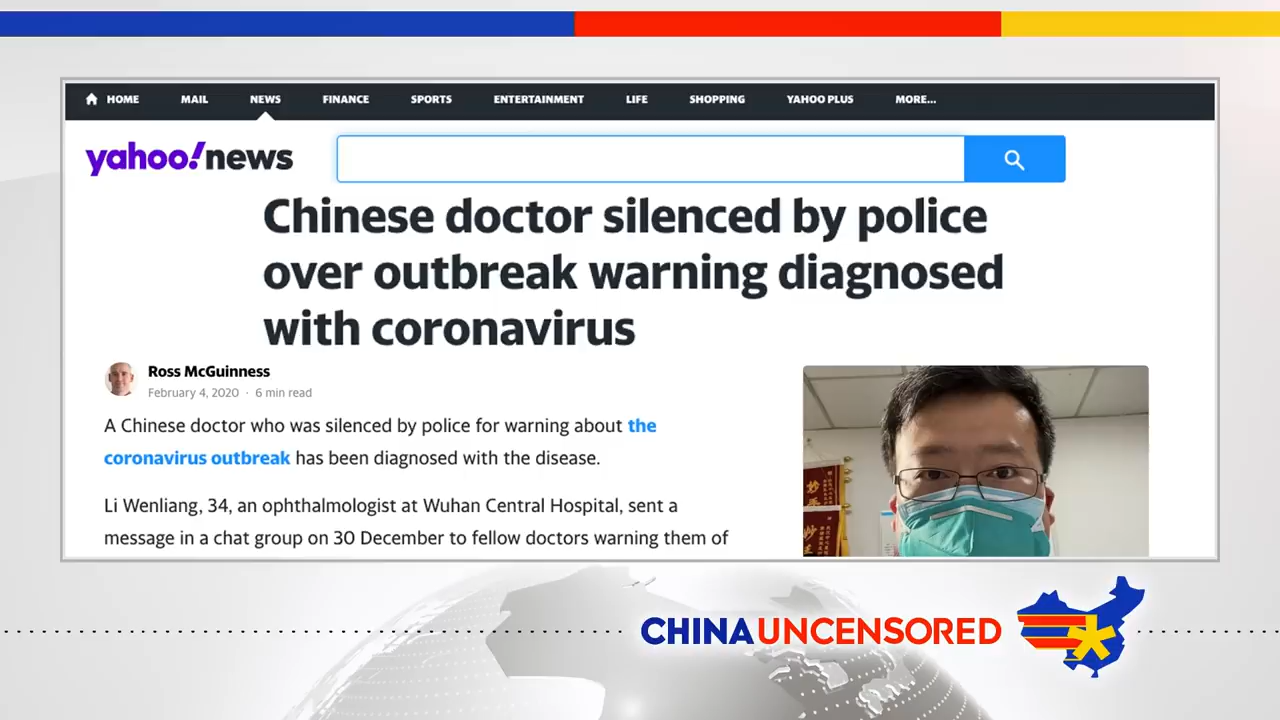 HOME MAIL NEWS FINANCE SPORTS ENTERTAINMENT LIFE SHOPPING YAHOO PLUS MORE...
yahoo!news
Chinese doctor silenced by police
over outbreak warning diagnosed
with coronavirus
Ross McGuinness
February 4, 2020 · 6 min read
A Chinese doctor who was silenced by police for warning about the
coronavirus outbreak has been diagnosed with the disease.
Li Wenliang, 34, an ophthalmologist at Wuhan Central Hospital, sent a
message in a chat group on 30 December to fellow doctors warning them of
CHINA UNCENSORED